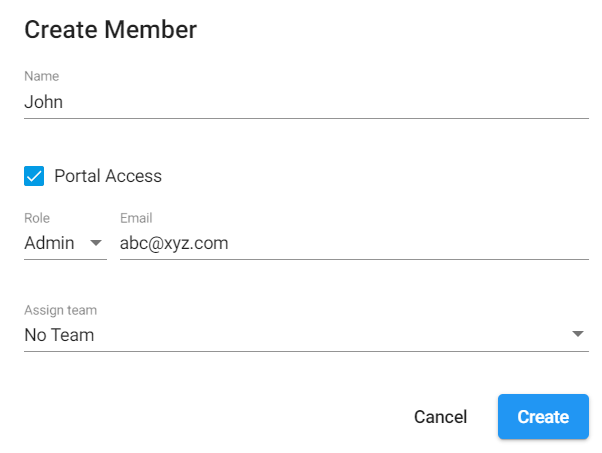 Create Member
Name
John
Portal Access
Role Email
Admin abc@xyz.com
Assign team
No Team
Cancel Create